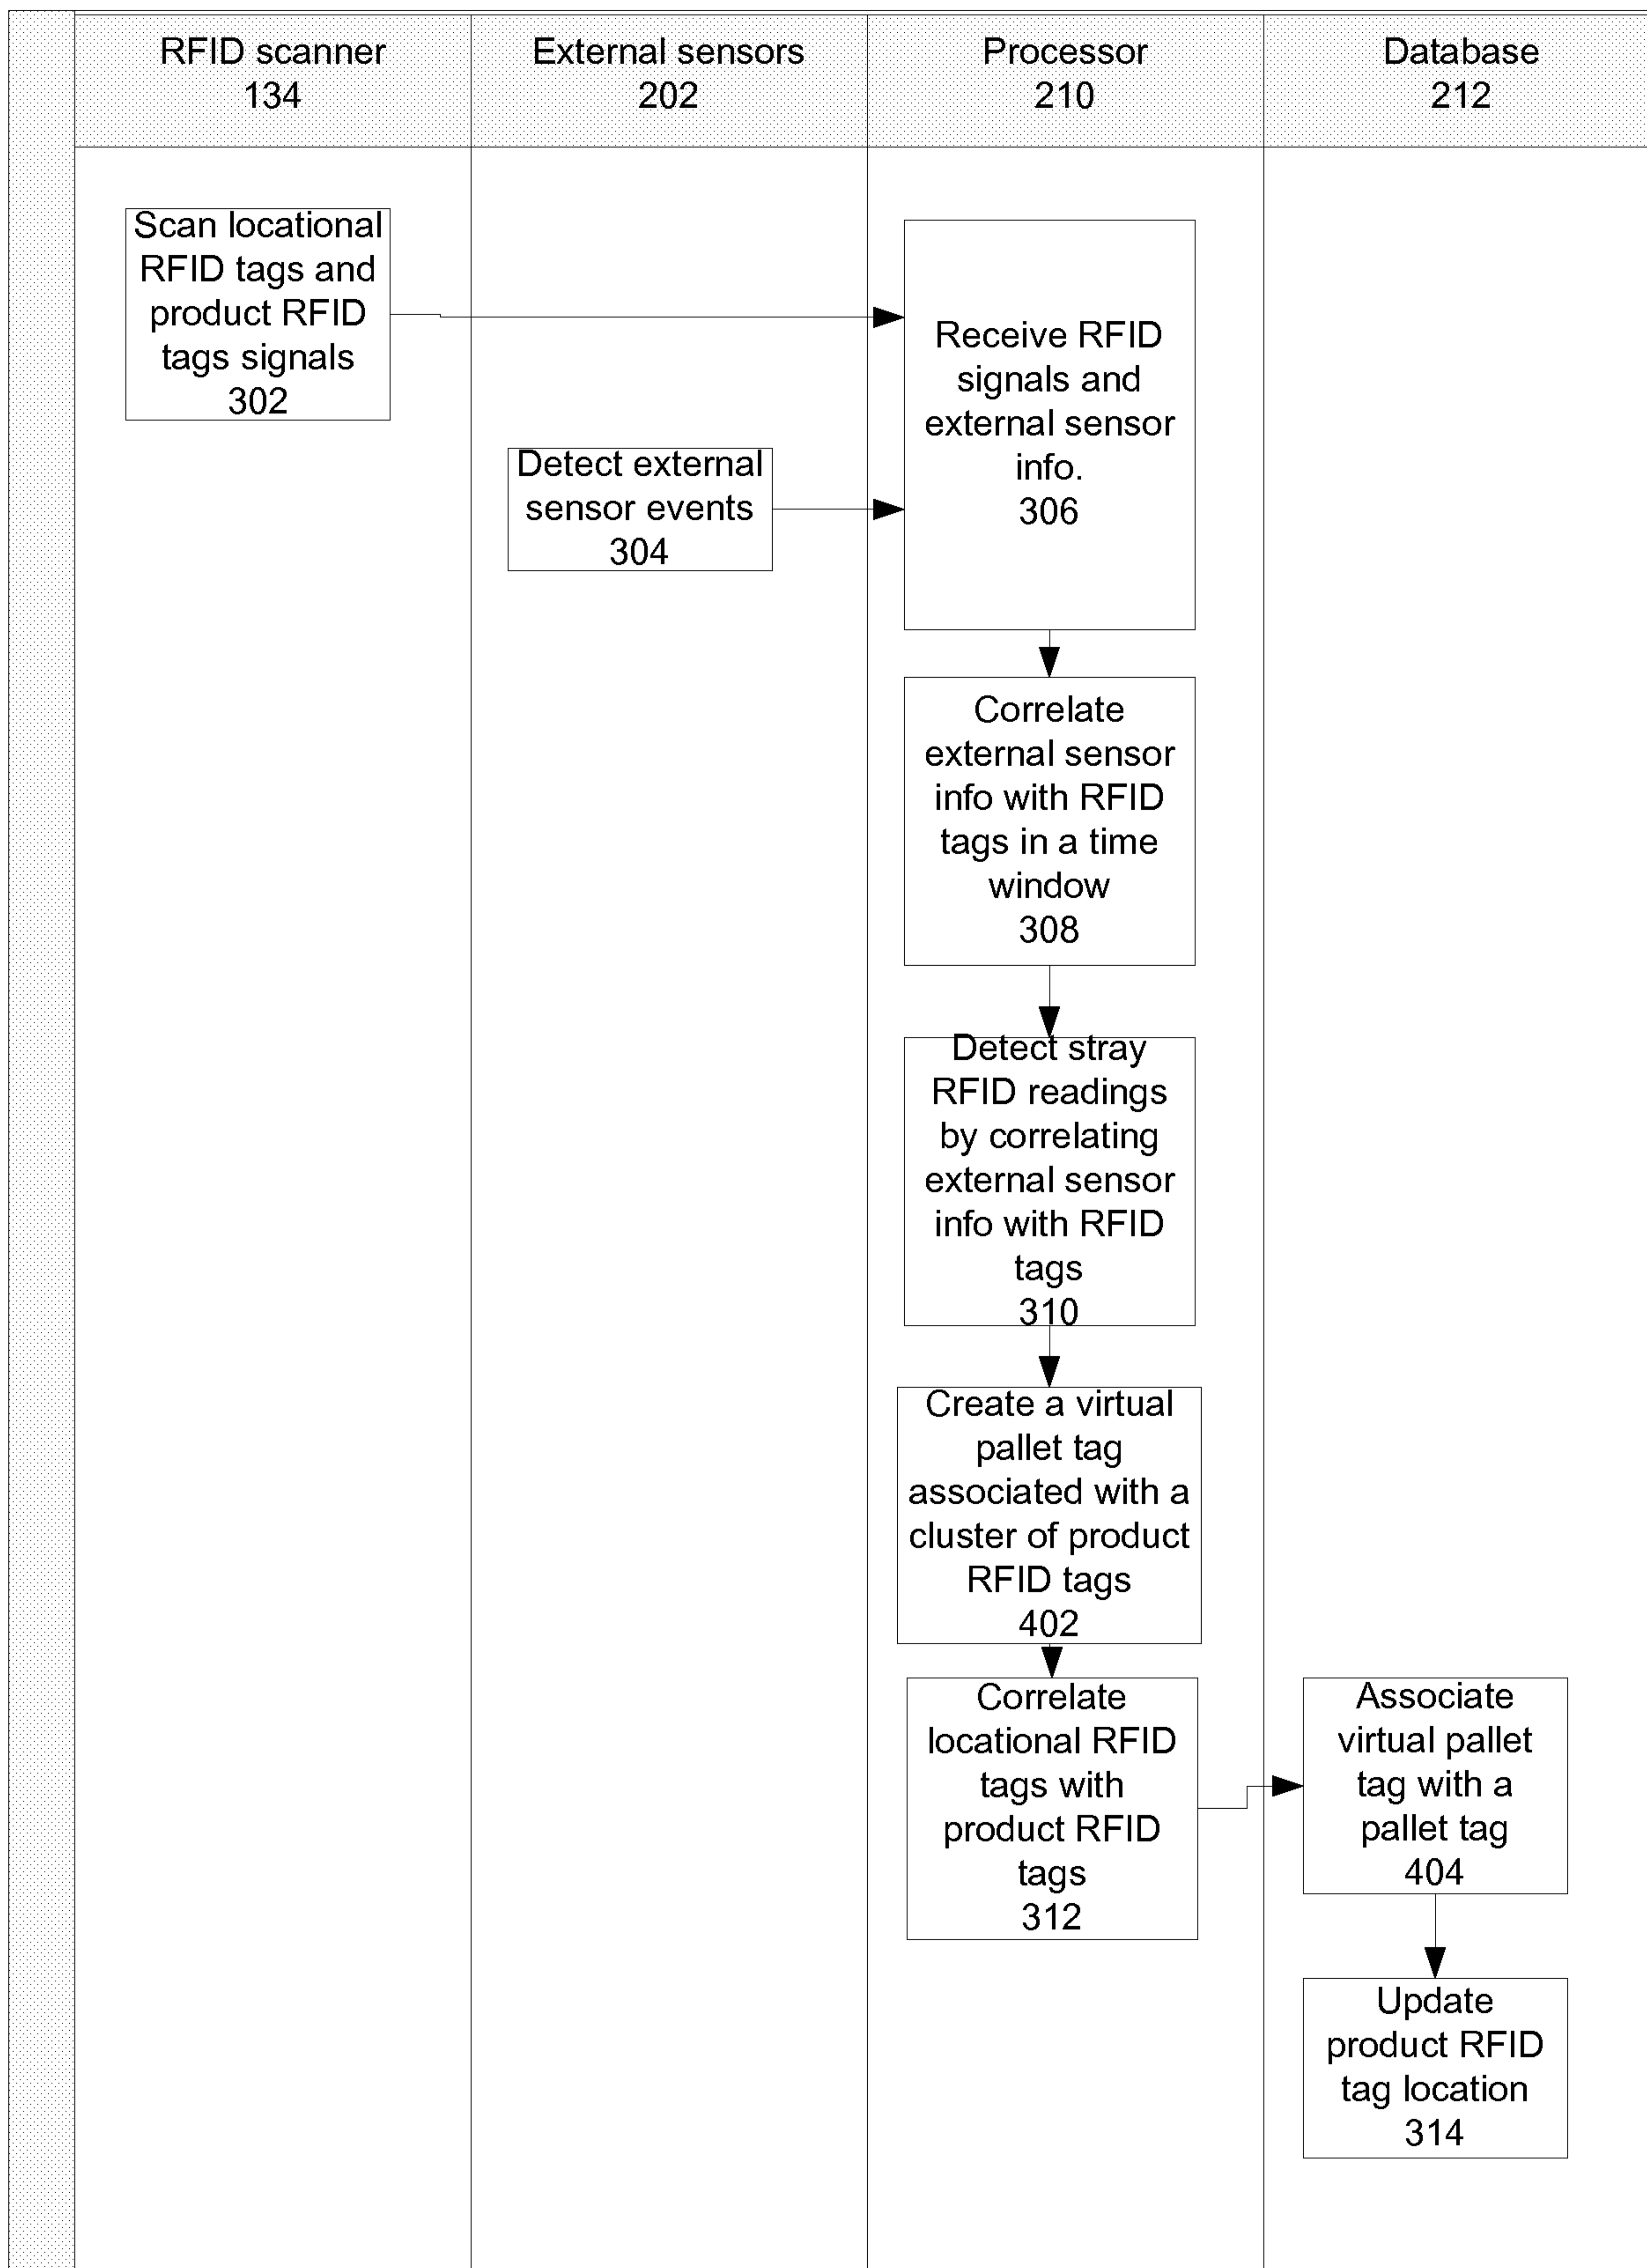 RFID scanner
134
External sensors
202
Processor
210
Database
212
Scan locational
RFID tags and
product RFID
tags signals
302
Detect external
sensor events
304
Receive RFID
signals and
external sensor
info.
306
Correlate
external sensor
info with RFID
tags in a time
window
308
Detect stray
RFID readings
by correlating
external sensor
info with RFID
tags
310
Create a virtual
pallet tag
associated with a
cluster of product
RFID tags
402
Correlate
locational RFID
tags with
product RFID
tags
312
Associate
virtual pallet
tag with a
pallet tag
404
Update
product RFID
tag location
314